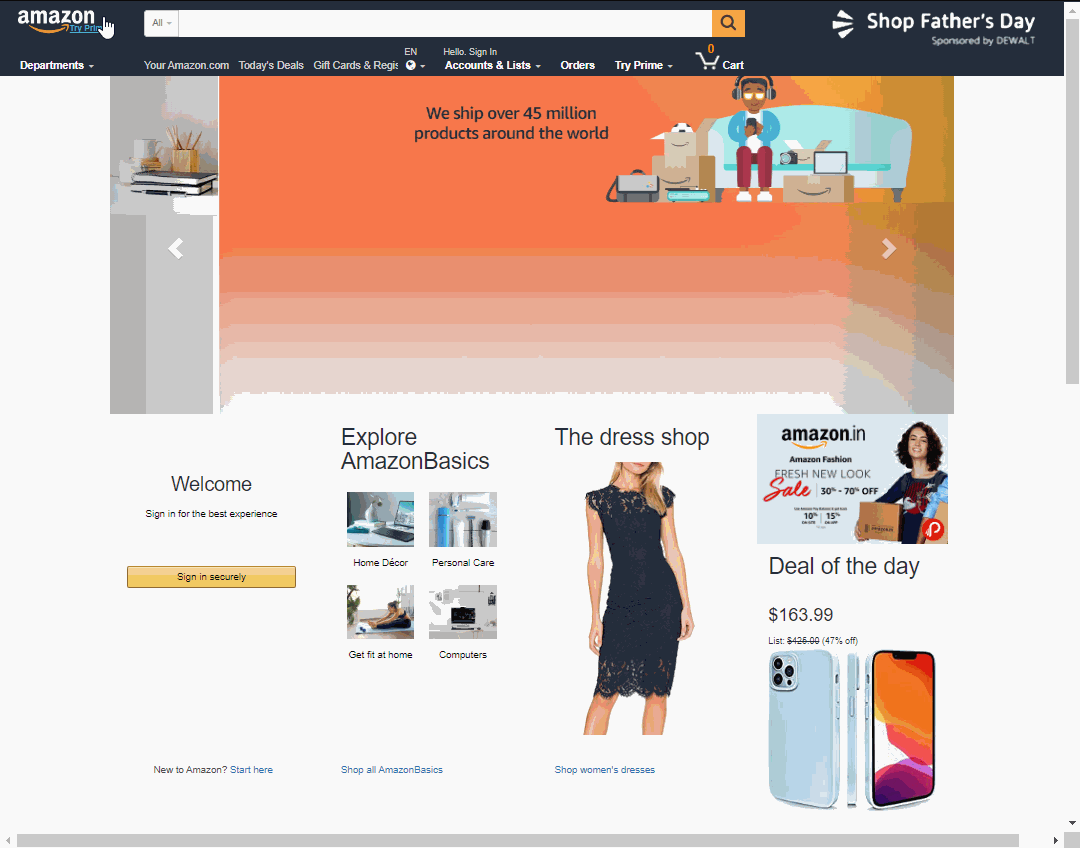 amazon
Try Prim
All
Shop Father's Day
Sponsored by DEWALT
EN
Hello. Sign In
0
Departments
Your Amazon.com
Today's Deals
Gift Cards & Regis
Accounts & Lists
Orders
Try Prime
Cart
We ship over 45 million
products around the world
Welcome
Sign in for the best experience
Sign in securely
New to Amazon? Start here
Explore
AmazonBasics
Home Décor
Personal Care
Get fit at home
Computers
Shop all AmazonBasics
The dress shop
Shop women's dresses
amazon.in
Amazon Fashion
FRESH NEW LOOK
Sale
30% - 70% OFF
10%
15%
Deal of the day
$163.99
List: $425.00 (47% off)